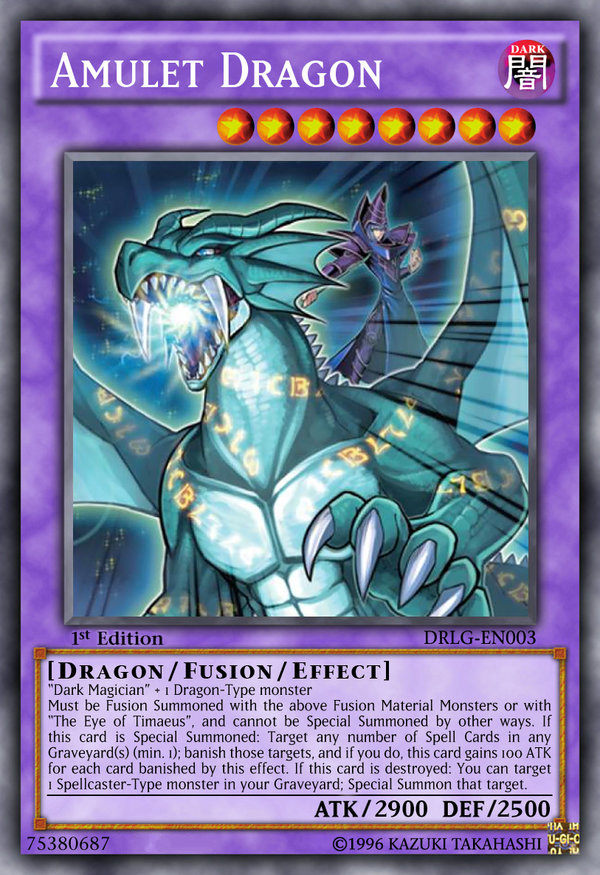 AMULET DRAGON
DARK
闇
1st Edition
DRLG-EN003
[DRAGON/FUSION/EFFECT]
"Dark Magician" + 1 Dragon-Type monster
Must be Fusion Summoned with the above Fusion Material Monsters or with
"The Eye of Timaeus", and cannot be Special Summoned by other ways. If
this card is Special Summoned: Target any number of Spell Cards in any
Graveyard(s) (min. 1); banish those targets, and if you do, this card gains 100 ATK
for each card banished by this effect. If this card is destroyed: You can target
1 Spellcaster-Type monster in your Graveyard; Special Summon that target.
ATK/2900 DEF/2500
75380687
©1996 KAZUKI TAKAHASHI